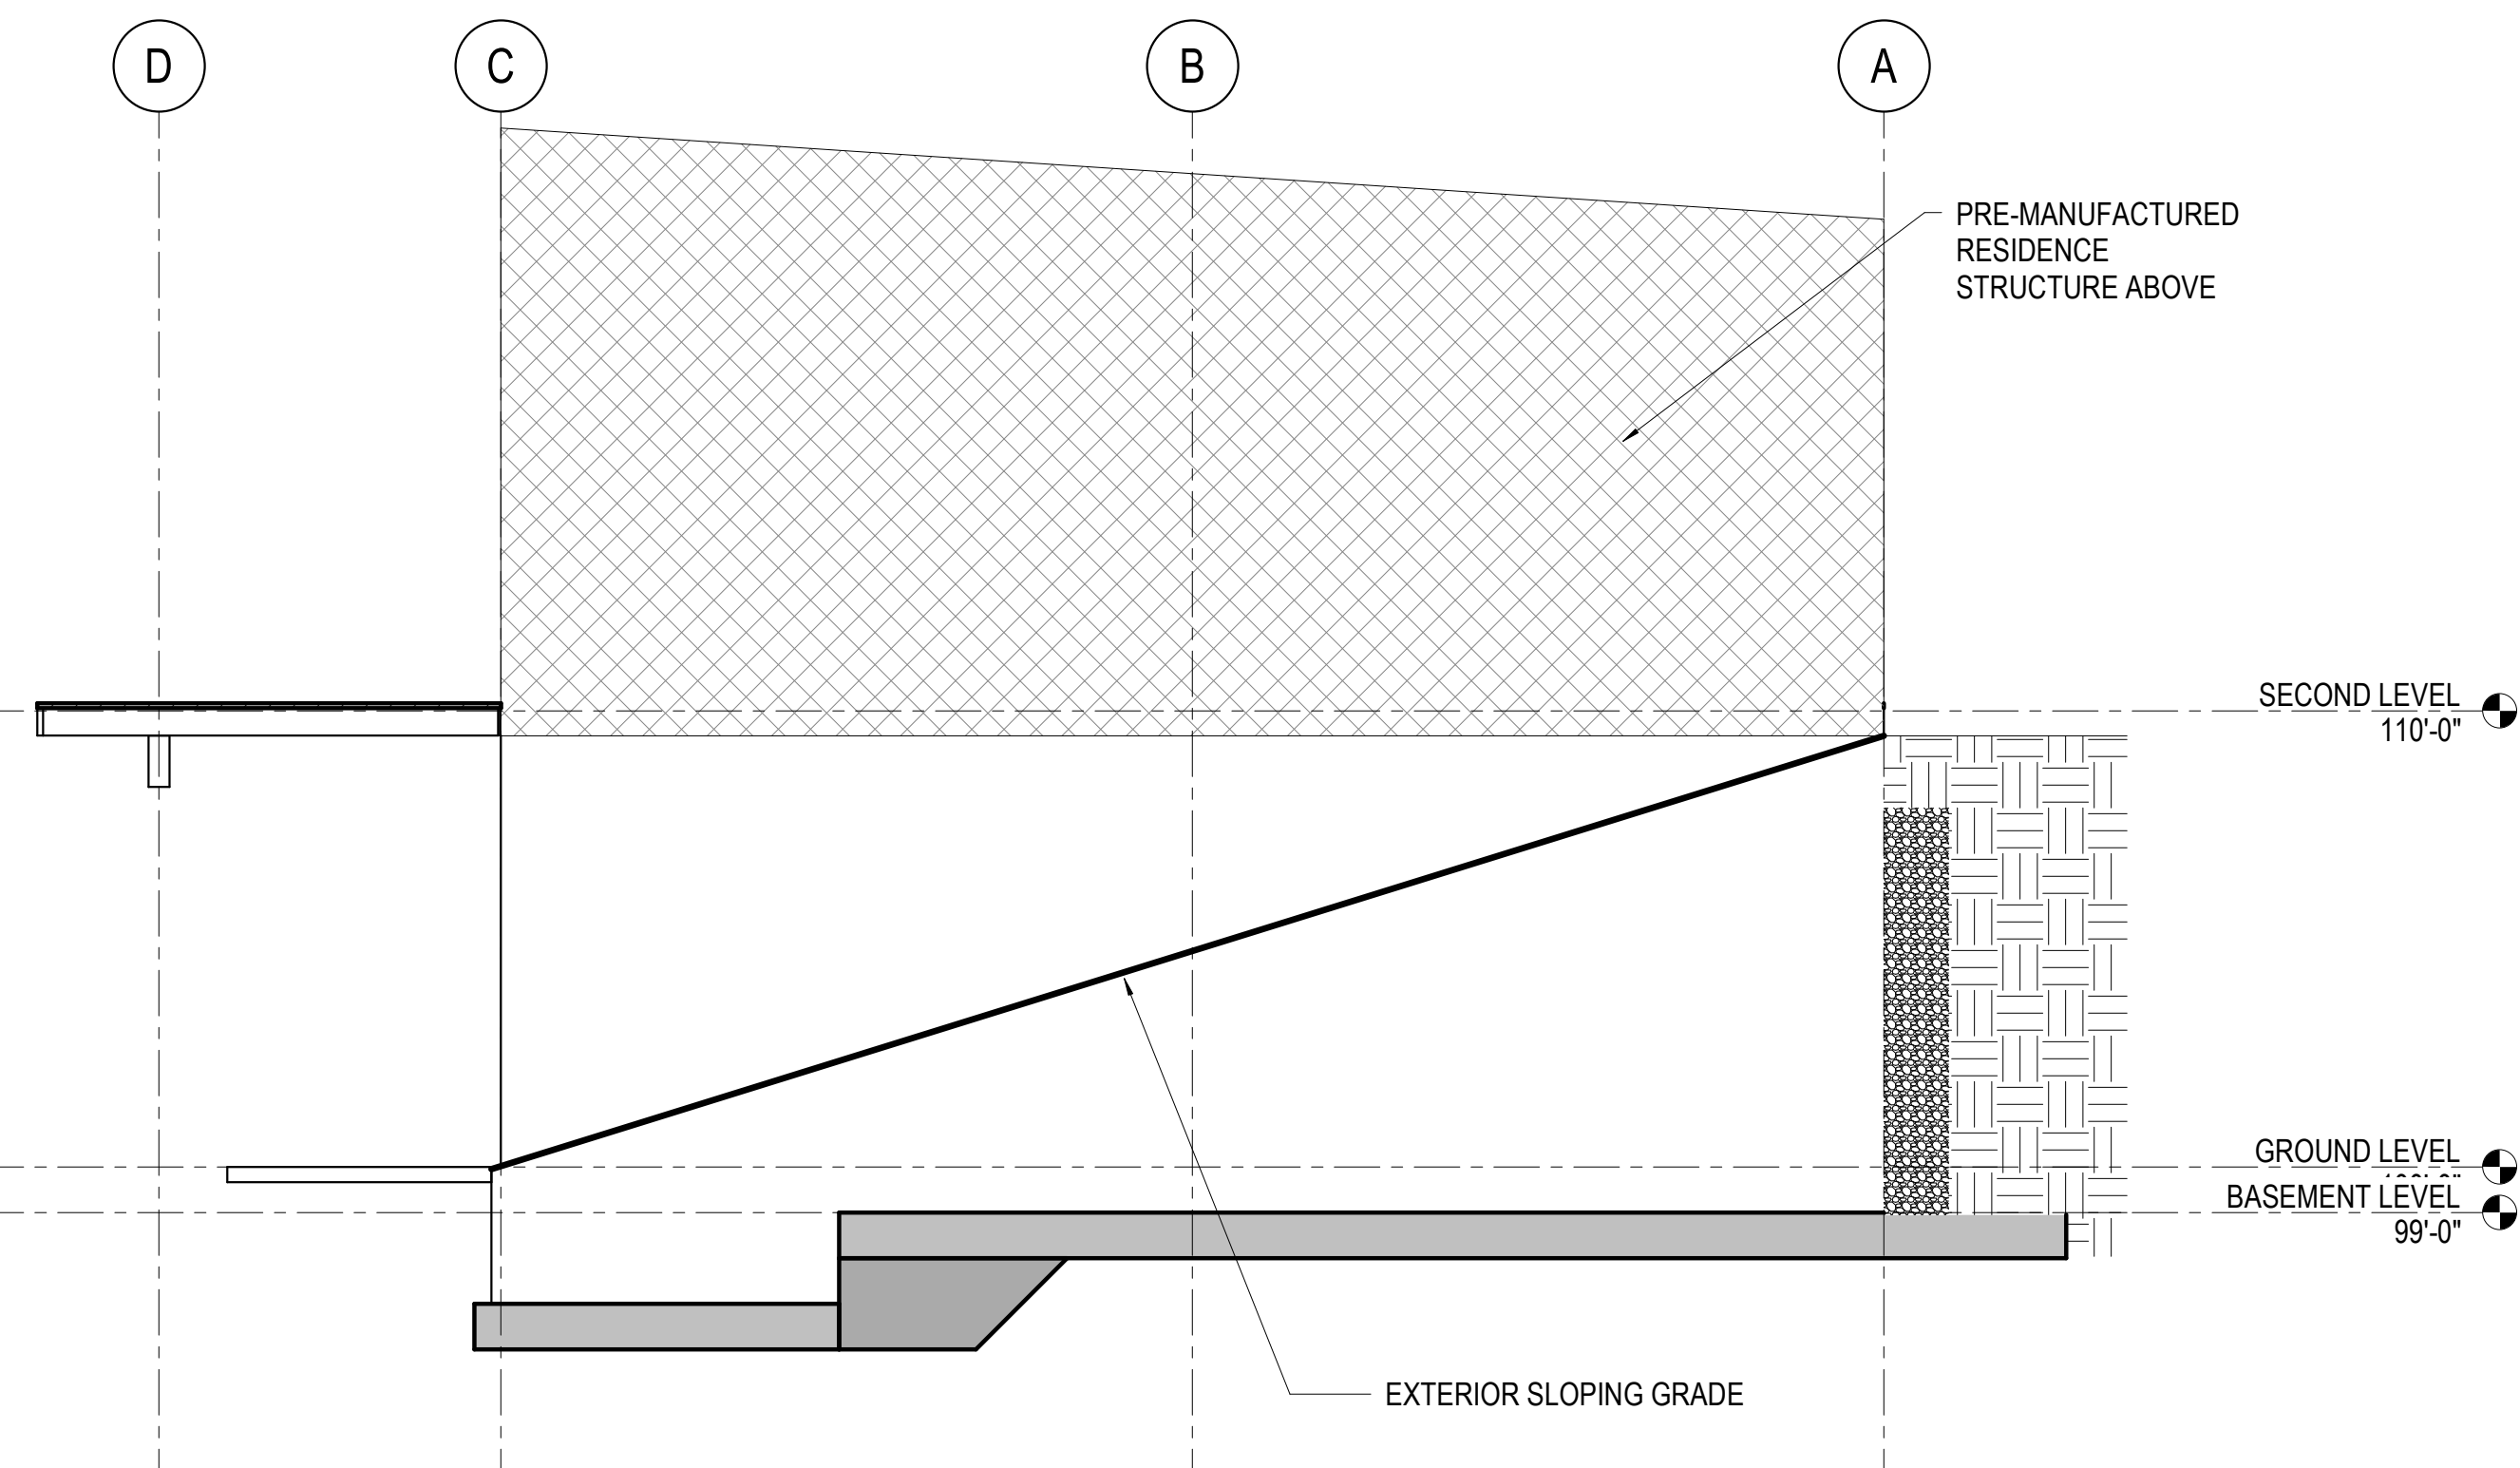 D
C
B
A
PRE-MANUFACTURED
RESIDENCE
STRUCTURE ABOVE
SECOND LEVEL
110'-0"
GROUND LEVEL
BASEMENT LEVEL
99'-0"
EXTERIOR SLOPING GRADE